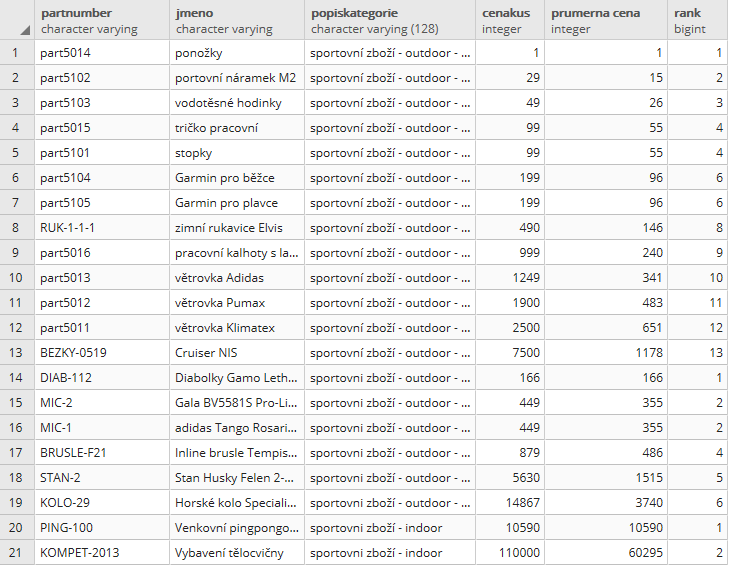 partnumber jmeno popiskategorie cenakus prumerna cena rank
character varying character varying character varying (128) integer integer bigint
1 part5014 ponožky sportovní zboží - outdoor - ... 1 1 1
2 part5102 portovní náramek M2 sportovní zboží - outdoor - ... 29 15 2
3 part5103 vodotěsné hodinky sportovní zboží - outdoor - ... 49 26 3
4 part5015 tričko pracovní sportovní zboží - outdoor - ... 99 55 4
5 part5101 stopky sportovní zboží - outdoor - ... 99 55 4
6 part5104 Garmin pro běžce sportovní zboží - outdoor - ... 199 96 6
7 part5105 Garmin pro plavce sportovní zboží - outdoor - ... 199 96 6
8 RUK-1-1-1 zimní rukavice Elvis sportovní zboží - outdoor - ... 490 146 8
9 part5016 pracovní kalhoty s la... sportovní zboží - outdoor - ... 999 240 9
10 part5013 větrovka Adidas sportovní zboží - outdoor - ... 1249 341 10
11 part5012 větrovka Pumax sportovní zboží - outdoor - ... 1900 483 11
12 part5011 větrovka Klimatex sportovní zboží - outdoor - ... 2500 651 12
13 BEZKY-0519 Cruiser NIS sportovní zboží - outdoor - ... 7500 1178 13
14 DIAB-112 Diabolky Gamo Leth... sportovni zboží - outdoor - ... 166 166 1
15 MIC-2 Gala BV5581S Pro-Li... sportovni zboží - outdoor - ... 449 355 2
16 MIC-1 adidas Tango Rosari... sportovni zboží - outdoor - ... 449 355 2
17 BRUSLE-F21 Inline brusle Tempis... sportovni zboží - outdoor - ... 879 486 4
18 STAN-2 Stan Husky Felen 2-... sportovni zboží - outdoor - ... 5630 1515 5
19 KOLO-29 Horské kolo Speciali... sportovni zboží - outdoor - ... 14867 3740 6
20 PING-100 Venkovní pingpongo... sportovni zboží - indoor 10590 10590 1
21 KOMPET-2013 Vybavení tělocvičny sportovni zboží - indoor 110000 60295 2